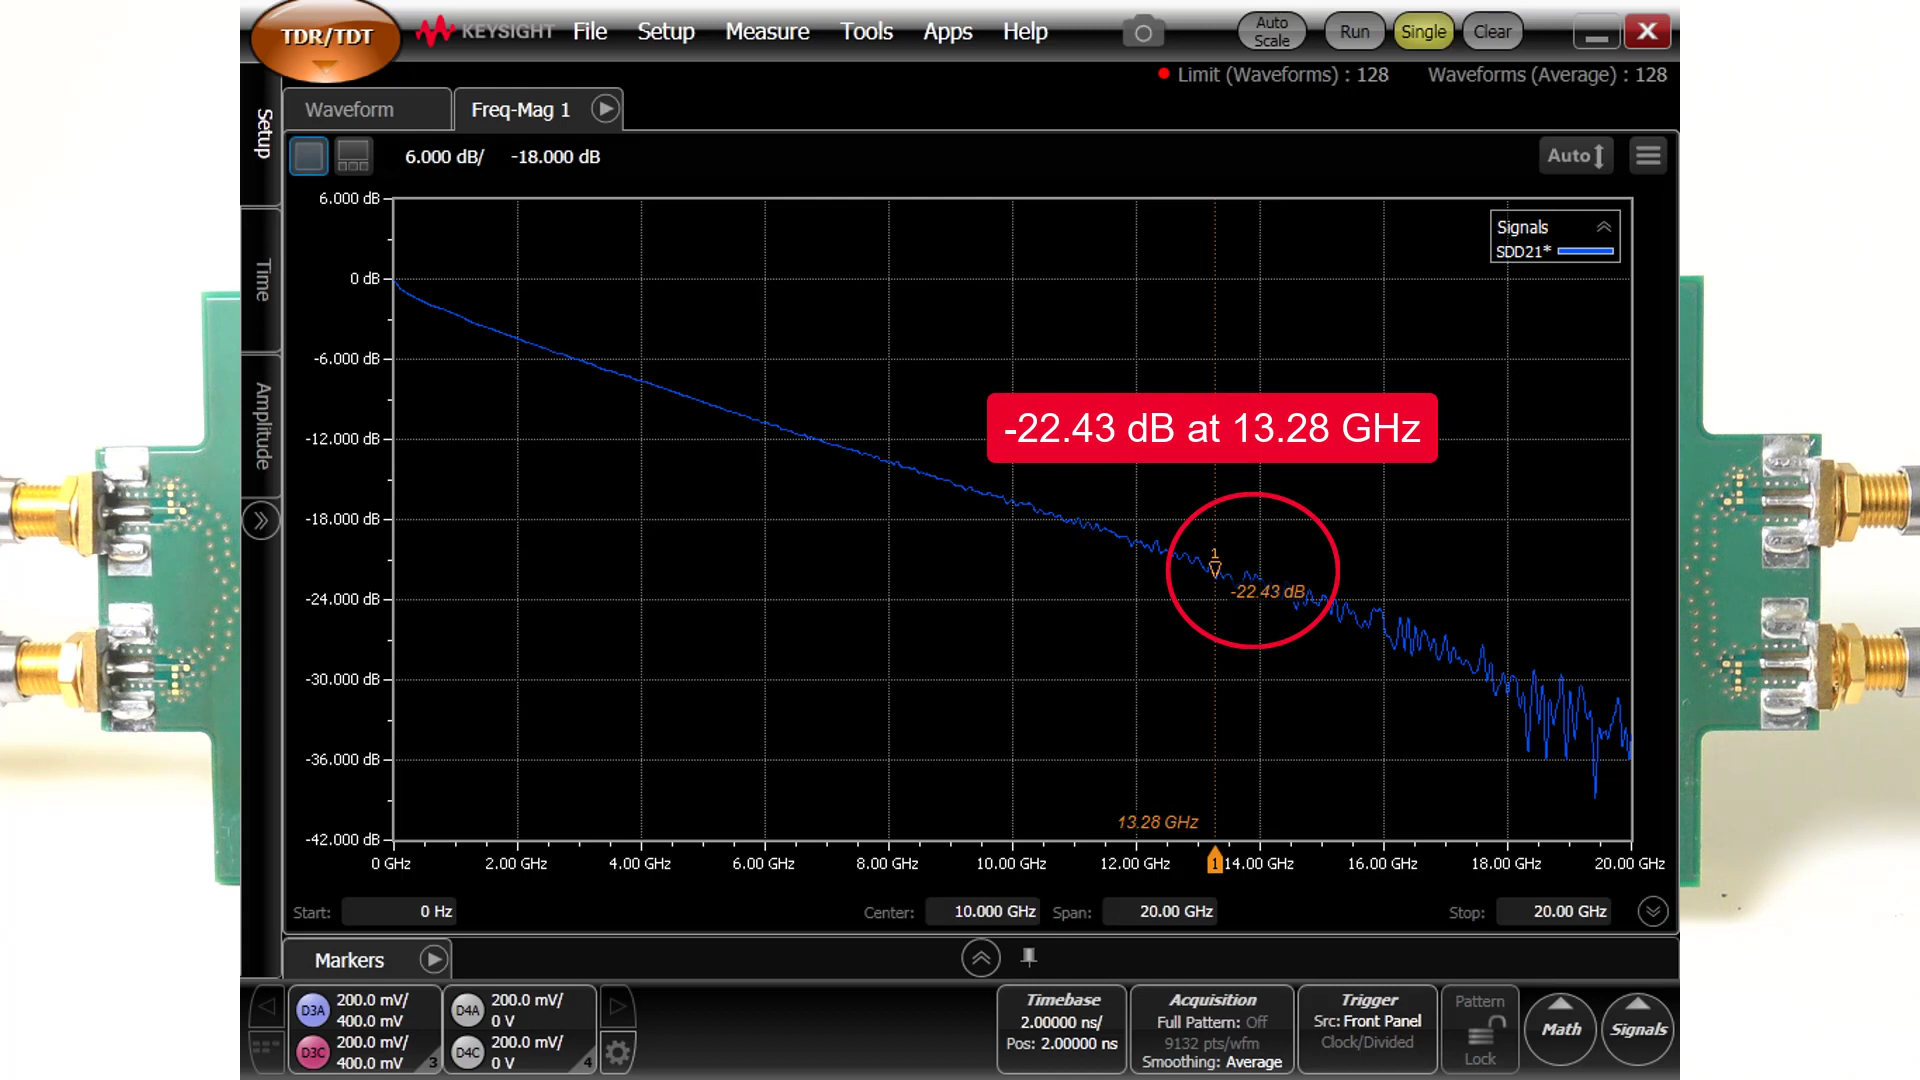 TDR/TDT
KEYSIGHT File Setup Measure Tools Apps Help
Auto Scale Run Single Clear
Limit (Waveforms) : 128 Waveforms (Average) : 128
Setup
Time
Amplitude
Waveform Freq-Mag 1
6.000 dB/ -18.000 dB
Auto
Signals
SDD21*
6.000 dB
0 dB
-6.000 dB
-12.000 dB
-18.000 dB
-24.000 dB
-30.000 dB
-36.000 dB
-42.000 dB
-22.43 dB at 13.28 GHz
1
-22.43 dB
13.28 GHz
1
0 GHz 2.00 GHz 4.00 GHz 6.00 GHz 8.00 GHz 10.00 GHz 12.00 GHz 14.00 GHz 16.00 GHz 18.00 GHz 20.00 GHz
Start: 0 Hz Center: 10.000 GHz Span: 20.00 GHz Stop: 20.00 GHz
Markers
D3A 200.0 mV/
400.0 mV
D3C 200.0 mV/
400.0 mV
3
D4A 200.0 mV/
0 V
D4C 200.0 mV/
0 V
4
Timebase
2.00000 ns/
Pos: 2.00000 ns
Acquisition
Full Pattern: Off
9132 pts/wfm
Smoothing: Average
Trigger
Src: Front Panel
Clock/Divided
Pattern
Lock
Math
Signals